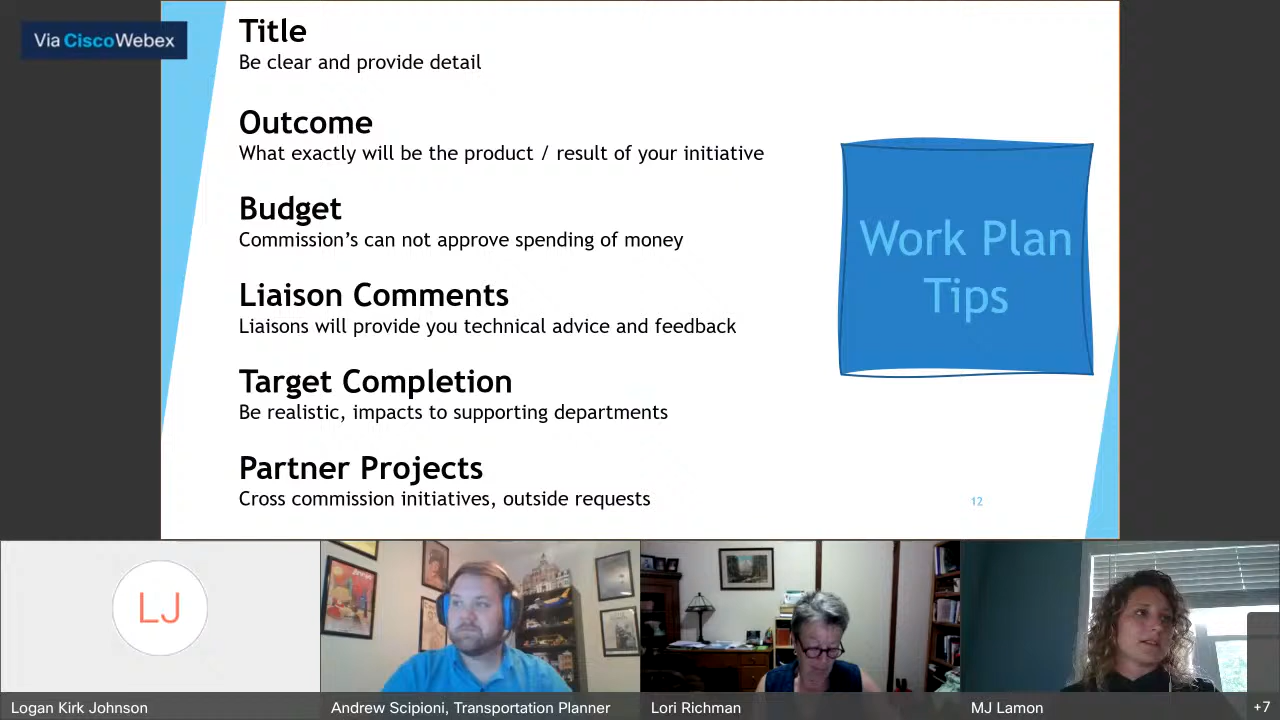 Via CiscoWebex
Title
Be clear and provide detail
Outcome
What exactly will be the product / result of your initiative
Budget
Commission's can not approve spending of money
Liaison Comments
Liaisons will provide you technical advice and feedback
Target Completion
Be realistic, impacts to supporting departments
Partner Projects
Cross commission initiatives, outside requests
Work Plan
Tips
12
LJ
Logan Kirk Johnson
Andrew Scipioni, Transportation Planner
Lori Richman
MJ Lamon
+7